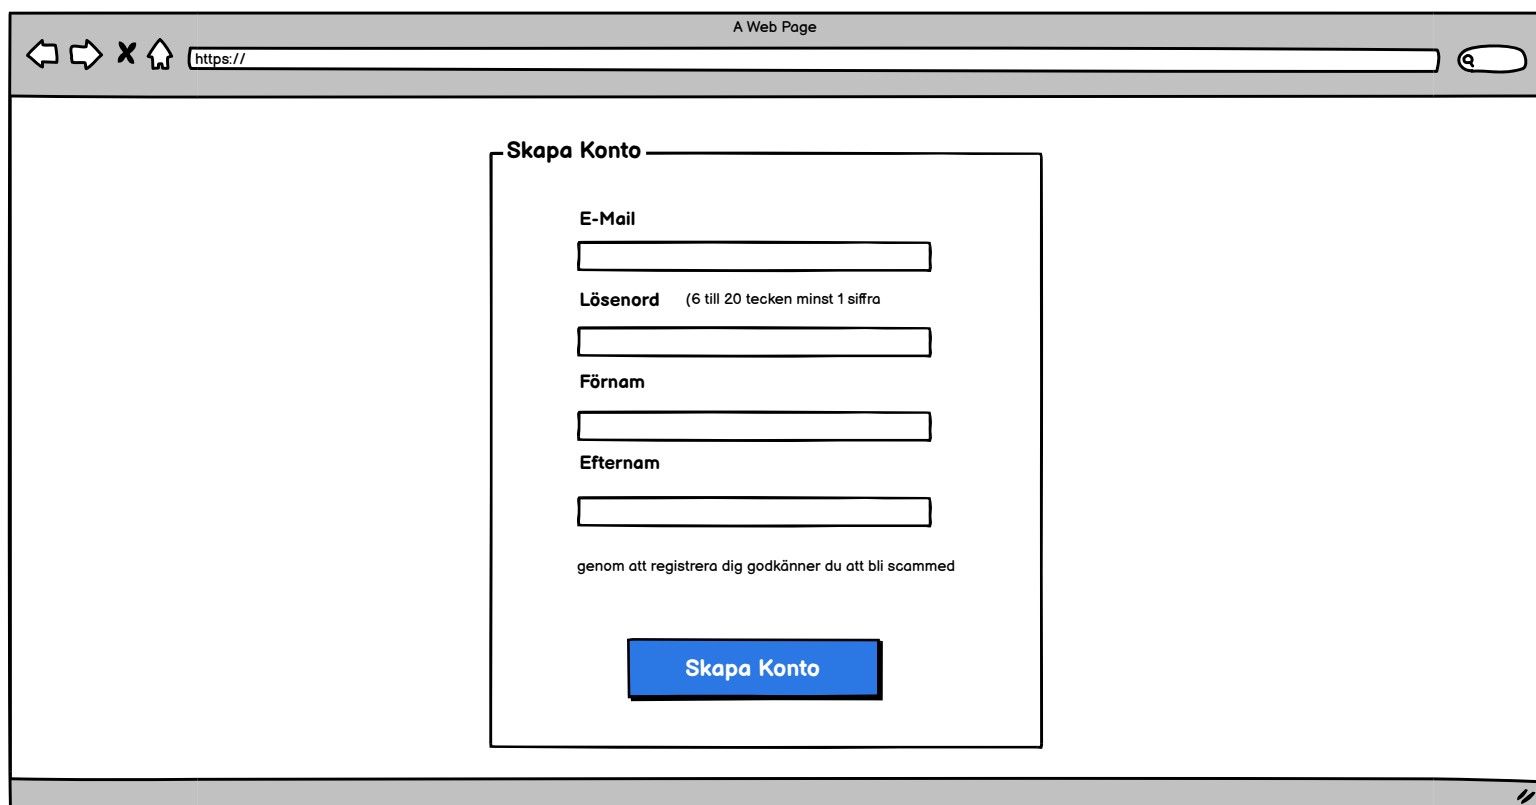 A Web Page
https://
Skapa Konto
E-Mail
Lösenord (6 till 20 tecken minst 1 siffra
Förnam
Efternam
genom att registrera dig godkänner du att bli scammed
Skapa Konto